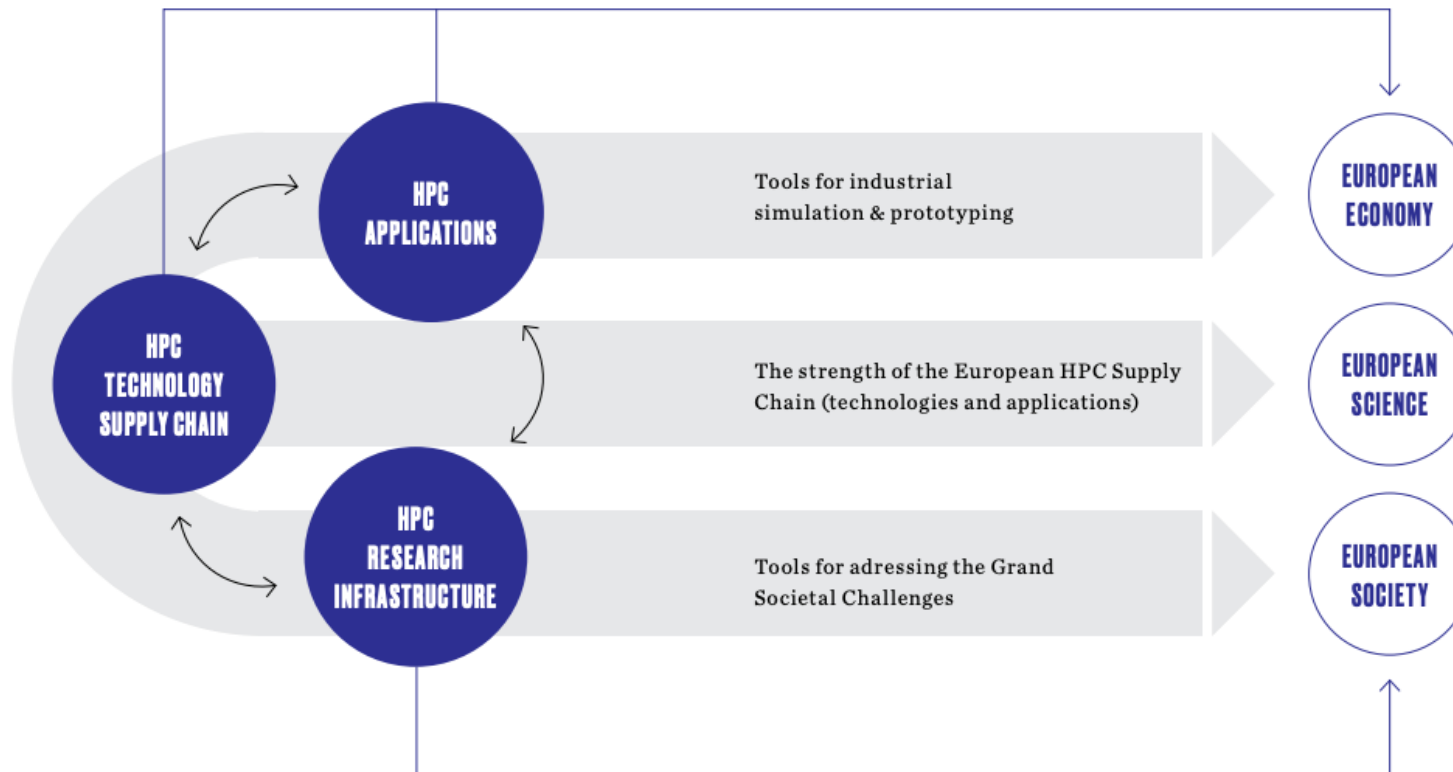 HPC
APPLICATIONS
Tools for industrial
simulation & prototyping
EUROPEAN
ECONOMY
HPC
TECHNOLOGY
SUPPLY CHAIN
The strength of the European HPC Supply
Chain (technologies and applications)
EUROPEAN
SCIENCE
HPC
RESEARCH
INFRASTRUCTURE
Tools for adressing the Grand
Societal Challenges
EUROPEAN
SOCIETY